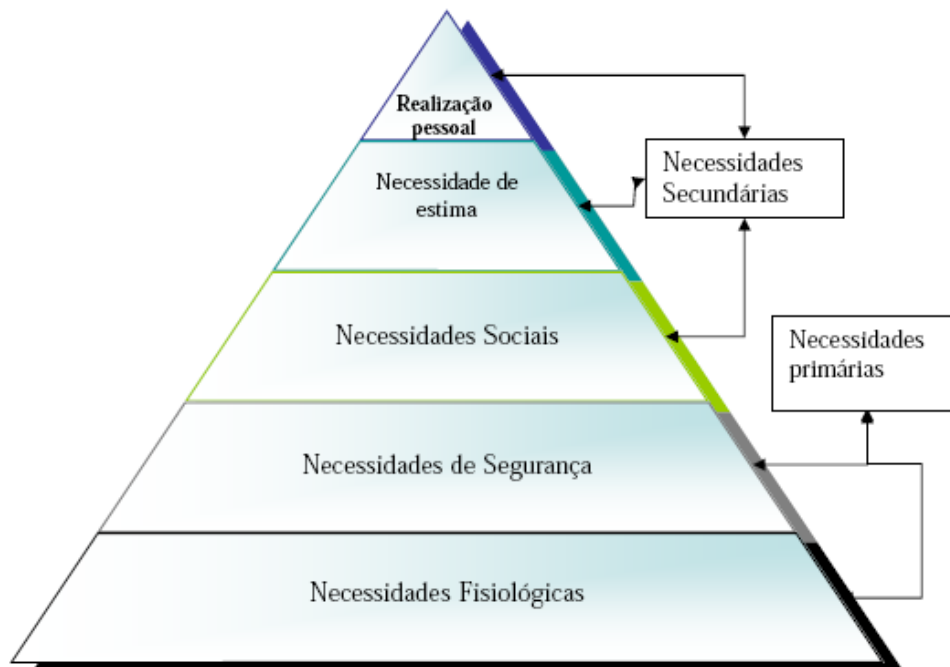 Realização
pessoal
Necessidade de
estima
Necessidades
Secundárias
Necessidades Sociais
Necessidades
primárias
Necessidades de Segurança
Necessidades Fisiológicas